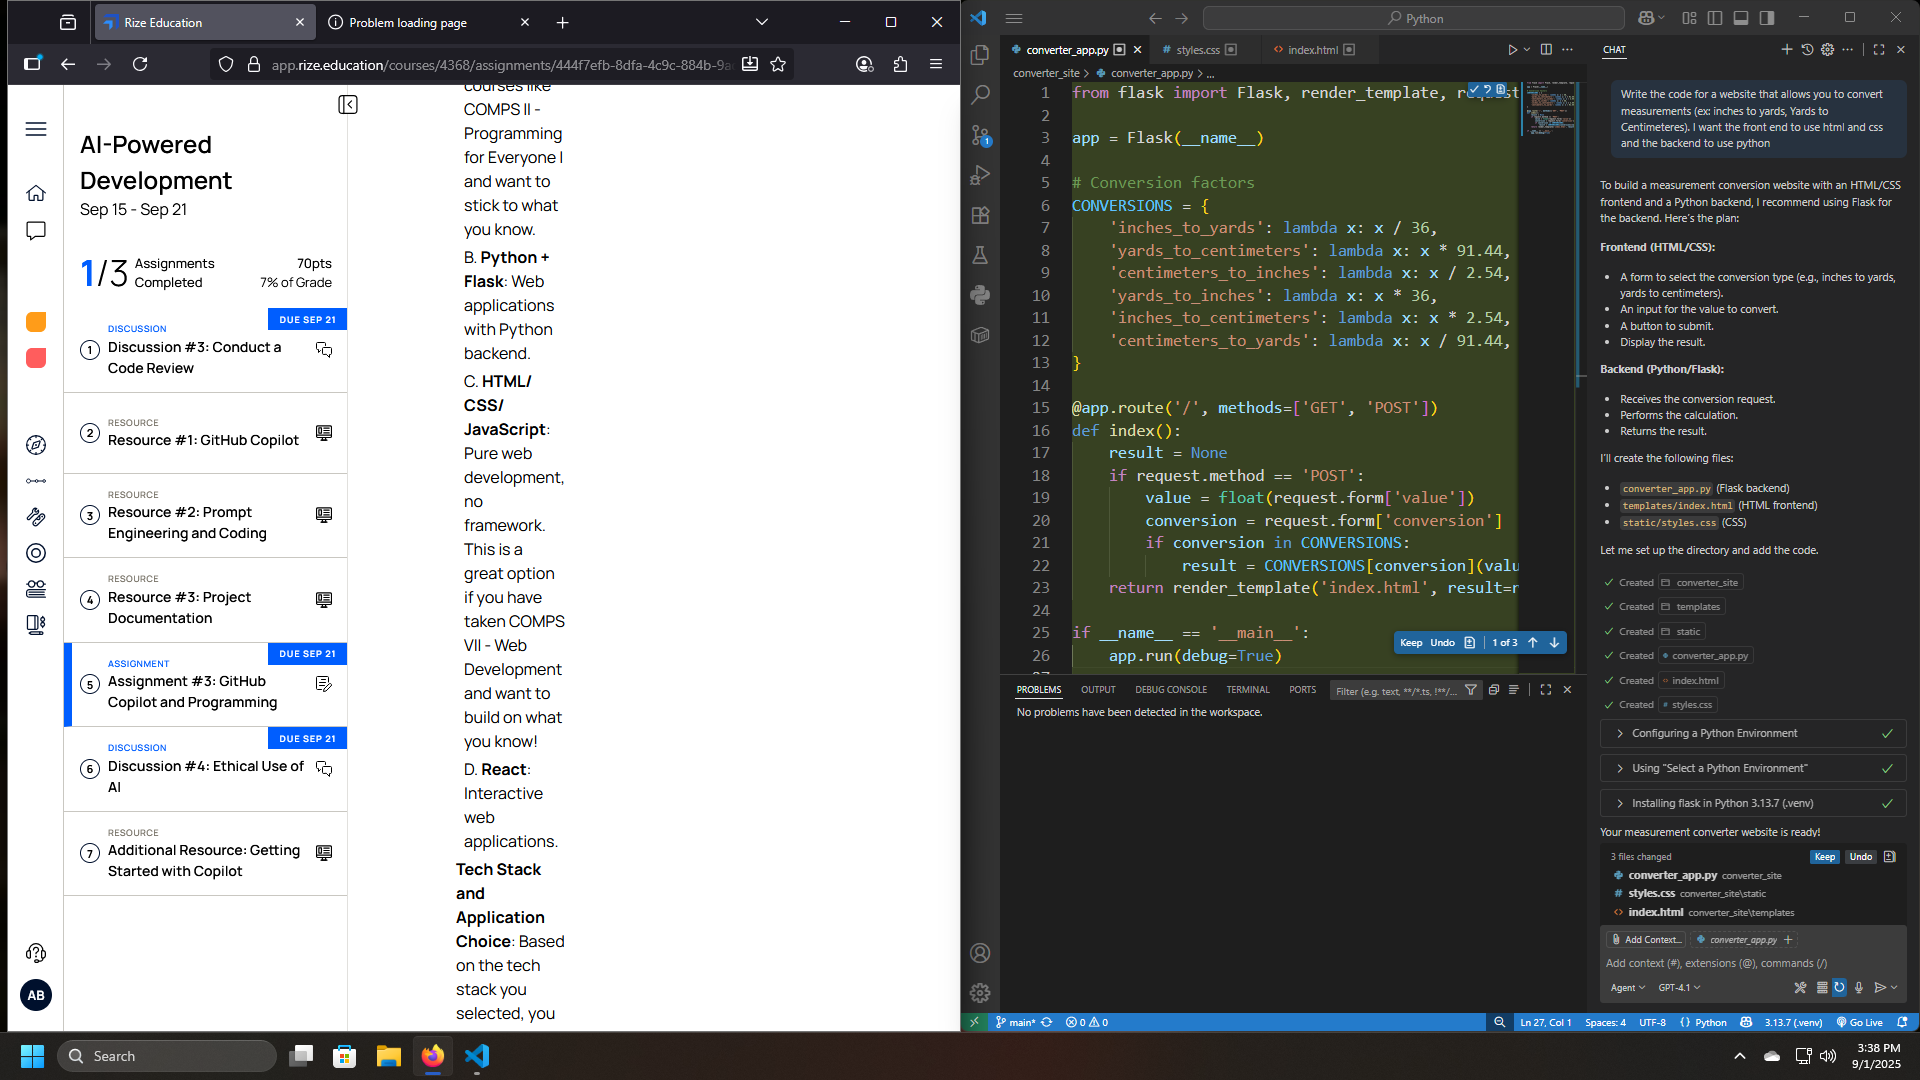 Rize Education
Problem loading page
app.rize.education/courses/4368/assignments/444f7efb-8dfa-4c9c-884b-9a
AI-Powered
Development
Sep 15 - Sep 21
1/3
Assignments
Completed
70pts
7% of Grade
DUE SEP 21
DISCUSSION
1
Discussion #3: Conduct a
Code Review
RESOURCE
2
Resource #1: GitHub Copilot
RESOURCE
3
Resource #2: Prompt
Engineering and Coding
RESOURCE
4
Resource #3: Project
Documentation
DUE SEP 21
ASSIGNMENT
5
Assignment #3: GitHub
Copilot and Programming
DUE SEP 21
DISCUSSION
6
Discussion #4: Ethical Use of
AI
RESOURCE
7
Additional Resource: Getting
Started with Copilot
AB
courses like
COMPS II -
Programming
for Everyone I
and want to
stick to what
you know.
B. Python +
Flask: Web
applications
with Python
backend.
C. HTML/
CSS/
JavaScript:
Pure web
development,
no
framework.
This is a
great option
if you have
taken COMPS
VII - Web
Development
and want to
build on what
you know!
D. React:
Interactive
web
applications.
Tech Stack
and
Application
Choice: Based
on the tech
stack you
selected, you
Python
converter_app.py
styles.css
index.html
converter_site > converter_app.py > ...
1 from flask import Flask, render_template, request
2
3 app = Flask(__name__)
4
5 # Conversion factors
6 CONVERSIONS = {
7 'inches_to_yards': lambda x: x / 36,
8 'yards_to_centimeters': lambda x: x * 91.44,
9 'centimeters_to_inches': lambda x: x / 2.54,
10 'yards_to_inches': lambda x: x * 36,
11 'inches_to_centimeters': lambda x: x * 2.54,
12 'centimeters_to_yards': lambda x: x / 91.44,
13 }
14
15 @app.route('/', methods=['GET', 'POST'])
16 def index():
17 result = None
18 if request.method == 'POST':
19 value = float(request.form['value'])
20 conversion = request.form['conversion']
21 if conversion in CONVERSIONS:
22 result = CONVERSIONS[conversion](valu
23 return render_template('index.html', result=r
24
25 if __name__ == '__main__':
26 app.run(debug=True)
Keep Undo 1 of 3
PROBLEMS OUTPUT DEBUG CONSOLE TERMINAL PORTS
Filter (e.g. text, **/*.ts, !**/...
No problems have been detected in the workspace.
CHAT
Write the code for a website that allows you to convert
measurements (ex: inches to yards, Yards to
Centimeteres). I want the front end to use html and css
and the backend to use python
To build a measurement conversion website with an HTML/CSS
frontend and a Python backend, I recommend using Flask for
the backend. Here's the plan:
Frontend (HTML/CSS):
• A form to select the conversion type (e.g., inches to yards,
yards to centimeters).
• An input for the value to convert.
• A button to submit.
• Display the result.
Backend (Python/Flask):
• Receives the conversion request.
• Performs the calculation.
• Returns the result.
I'll create the following files:
• converter_app.py (Flask backend)
• templates/index.html (HTML frontend)
• static/styles.css (CSS)
Let me set up the directory and add the code.
Created converter_site
Created templates
Created static
Created converter_app.py
Created index.html
Created styles.css
Configuring a Python Environment
Using "Select a Python Environment"
Installing flask in Python 3.13.7 (.venv)
Your measurement converter website is ready!
3 files changed
Keep Undo
converter_app.py converter_site
styles.css converter_site\static
index.html converter_site\templates
Add Context... converter_app.py +
Add context (#), extensions (@), commands (/)
Agent GPT-4.1
main* 0 0
Ln 27, Col 1 Spaces: 4 UTF-8 {} Python 3.13.7 (.venv) Go Live
Search
3:38 PM
9/1/2025